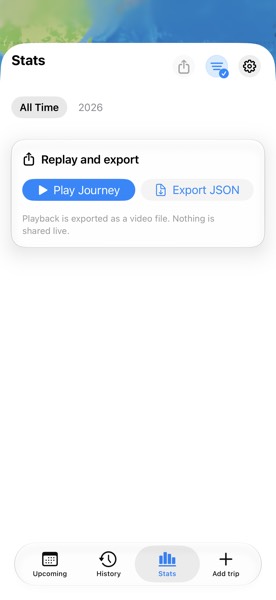 Stats
All Time
2026
Replay and export
Play Journey
Export JSON
Playback is exported as a video file. Nothing is
shared live.
Upcoming
History
Stats
Add trip